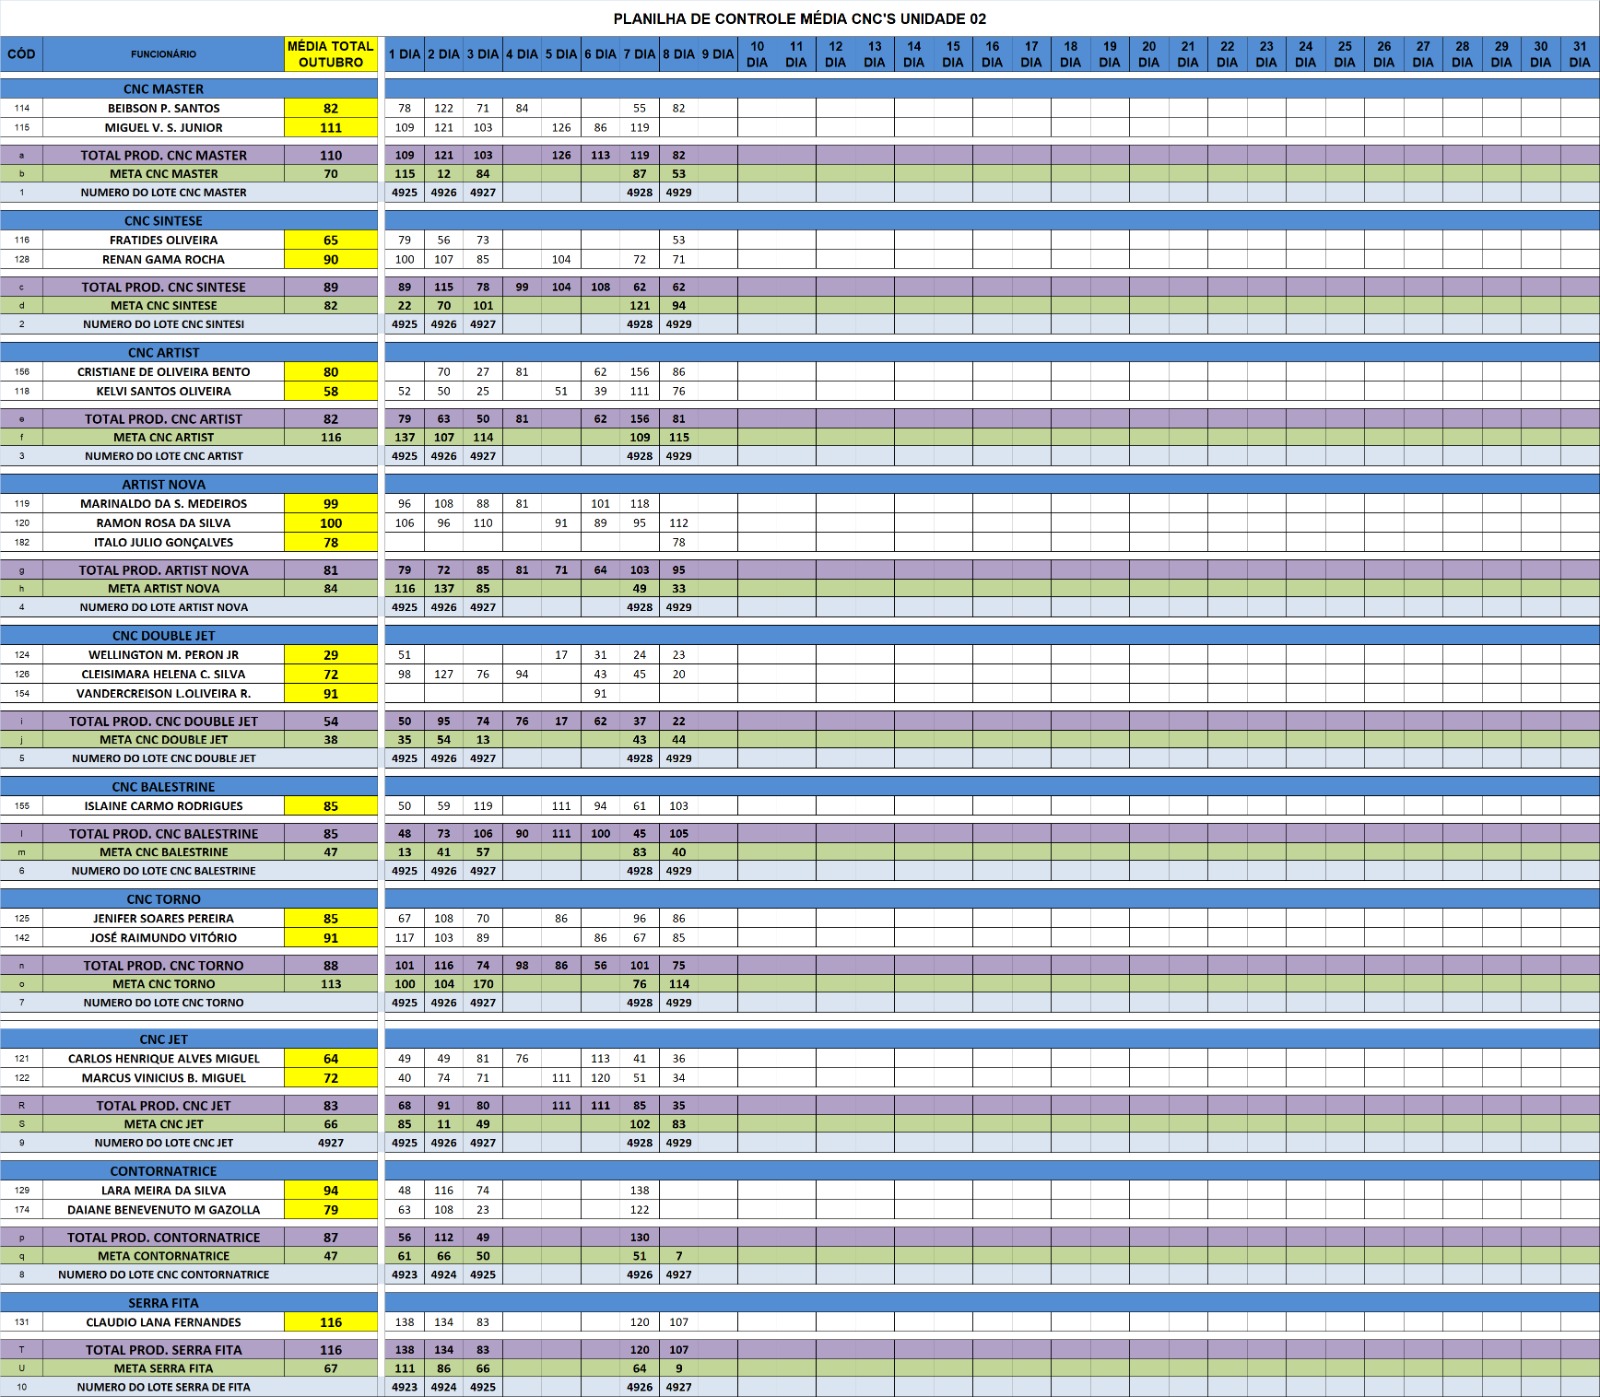 PLANILHA DE CONTROLE MÉDIA CNC'S UNIDADE 02
CÓD FUNCIONÁRIO MÉDIA TOTAL OUTUBRO 1 DIA 2 DIA 3 DIA 4 DIA 5 DIA 6 DIA 7 DIA 8 DIA 9 DIA 10 DIA 11 DIA 12 DIA 13 DIA 14 DIA 15 DIA 16 DIA 17 DIA 18 DIA 19 DIA 20 DIA 21 DIA 22 DIA 23 DIA 24 DIA 25 DIA 26 DIA 27 DIA 28 DIA 29 DIA 30 DIA 31 DIA
CNC MASTER
114 BEIBSON P. SANTOS 82 78 122 71 84 55 82
115 MIGUEL V. S. JUNIOR 111 109 121 103 126 86 119
a TOTAL PROD. CNC MASTER 110 109 121 103 126 113 119 82
b META CNC MASTER 70 115 12 84 87 53
1 NUMERO DO LOTE CNC MASTER 4925 4926 4927 4928 4929
CNC SINTESE
116 FRATIDES OLIVEIRA 65 79 56 73 53
128 RENAN GAMA ROCHA 90 100 107 85 104 72 71
c TOTAL PROD. CNC SINTESE 89 89 115 78 99 104 108 62 62
d META CNC SINTESE 82 22 70 101 121 94
2 NUMERO DO LOTE CNC SINTESI 4925 4926 4927 4928 4929
CNC ARTIST
156 CRISTIANE DE OLIVEIRA BENTO 80 70 27 81 62 156 86
118 KELVI SANTOS OLIVEIRA 58 52 50 25 51 39 111 76
e TOTAL PROD. CNC ARTIST 82 79 63 50 81 62 156 81
f META CNC ARTIST 116 137 107 114 109 115
3 NUMERO DO LOTE CNC ARTIST 4925 4926 4927 4928 4929
ARTIST NOVA
119 MARINALDO DA S. MEDEIROS 99 96 108 88 81 101 118
120 RAMON ROSA DA SILVA 100 106 96 110 91 89 95 112
182 ITALO JULIO GONÇALVES 78 78
g TOTAL PROD. ARTIST NOVA 81 79 72 85 81 71 64 103 95
h META ARTIST NOVA 84 116 137 85 49 33
4 NUMERO DO LOTE ARTIST NOVA 4925 4926 4927 4928 4929
CNC DOUBLE JET
124 WELLINGTON M. PERON JR 29 51 17 31 24 23
126 CLEISIMARA HELENA C. SILVA 72 98 127 76 94 43 45 20
154 VANDERCREISON L.OLIVEIRA R. 91 91
i TOTAL PROD. CNC DOUBLE JET 54 50 95 74 76 17 62 37 22
j META CNC DOUBLE JET 38 35 54 13 43 44
5 NUMERO DO LOTE CNC DOUBLE JET 4925 4926 4927 4928 4929
CNC BALESTRINE
155 ISLAINE CARMO RODRIGUES 85 50 59 119 111 94 61 103
l TOTAL PROD. CNC BALESTRINE 85 48 73 106 90 111 100 45 105
m META CNC BALESTRINE 47 13 41 57 83 40
6 NUMERO DO LOTE CNC BALESTRINE 4925 4926 4927 4928 4929
CNC TORNO
125 JENIFER SOARES PEREIRA 85 67 108 70 86 96 86
142 JOSÉ RAIMUNDO VITÓRIO 91 117 103 89 86 67 85
n TOTAL PROD. CNC TORNO 88 101 116 74 98 86 56 101 75
o META CNC TORNO 113 100 104 170 76 114
7 NUMERO DO LOTE CNC TORNO 4925 4926 4927 4928 4929
CNC JET
121 CARLOS HENRIQUE ALVES MIGUEL 64 49 49 81 76 113 41 36
122 MARCUS VINICIUS B. MIGUEL 72 40 74 71 111 120 51 34
R TOTAL PROD. CNC JET 83 68 91 80 111 111 85 35
S META CNC JET 66 85 11 49 102 83
9 NUMERO DO LOTE CNC JET 4927 4925 4926 4927 4928 4929
CONTORNATRICE
129 LARA MEIRA DA SILVA 94 48 116 74 138
174 DAIANE BENEVENUTO M GAZOLLA 79 63 108 23 122
p TOTAL PROD. CONTORNATRICE 87 56 112 49 130
q META CONTORNATRICE 47 61 66 50 51 7
8 NUMERO DO LOTE CNC CONTORNATRICE 4923 4924 4925 4926 4927
SERRA FITA
131 CLAUDIO LANA FERNANDES 116 138 134 83 120 107
T TOTAL PROD. SERRA FITA 116 138 134 83 120 107
U META SERRA FITA 67 111 86 66 64 9
10 NUMERO DO LOTE SERRA DE FITA 4923 4924 4925 4926 4927